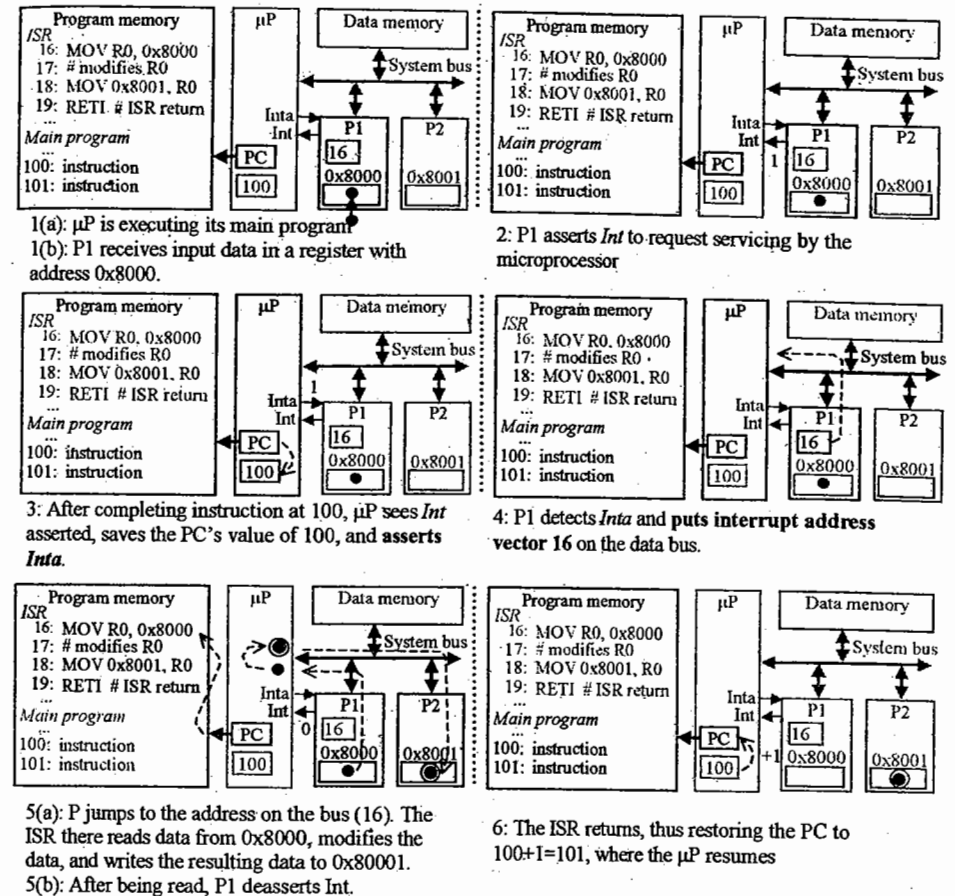 Program memory
ISR
16: MOV R0, 0x8000
17: # modifies R0
18: MOV 0x8001, R0
19: RETI # ISR return
...
Main program
...
100: instruction
101: instruction
μP
PC
100
Data memory
System bus
Inta
Int
P1
16
0x8000
P2
0x8001
1(a): μP is executing its main program
1(b): P1 receives input data in a register with
address 0x8000.
Program memory
ISR
16: MOV R0, 0x8000
17: # modifies R0
18: MOV 0x8001, R0
19: RETI # ISR return
...
Main program
...
100: instruction
101: instruction
μP
PC
100
Data memory
System bus
Inta
Int
1
P1
16
0x8000
P2
0x8001
2: P1 asserts Int to request servicing by the
microprocessor
Program memory
ISR
16: MOV R0, 0x8000
17: # modifies R0
18: MOV 0x8001, R0
19: RETI # ISR return
...
Main program
...
100: instruction
101: instruction
μP
PC
100
Data memory
System bus
1
Inta
Int
P1
16
0x8000
P2
0x8001
3: After completing instruction at 100, μP sees Int
asserted, saves the PC's value of 100, and asserts
Inta.
Program memory
ISR
16: MOV R0, 0x8000
17: # modifies R0
18: MOV 0x8001, R0
19: RETI # ISR return
...
Main program
...
100: instruction
101: instruction
μP
PC
100
Data memory
System bus
Inta
Int
P1
16
0x8000
P2
0x8001
4: P1 detects Inta and puts interrupt address
vector 16 on the data bus.
Program memory
ISR
16: MOV R0, 0x8000
17: # modifies R0
18: MOV 0x8001, R0
19: RETI # ISR return
...
Main program
...
100: instruction
101: instruction
μP
PC
100
Data memory
System bus
Inta
Int
0
P1
16
0x8000
P2
0x8001
5(a): P jumps to the address on the bus (16). The
ISR there reads data from 0x8000, modifies the
data, and writes the resulting data to 0x80001.
5(b): After being read, P1 deasserts Int.
Program memory
ISR
16: MOV R0, 0x8000
17: # modifies R0
18: MOV 0x8001, R0
19: RETI # ISR return
...
Main program
...
100: instruction
101: instruction
μP
PC
100
+1
Data memory
System bus
Inta
Int
P1
16
0x8000
P2
0x8001
6: The ISR returns, thus restoring the PC to
100+1=101, where the μP resumes